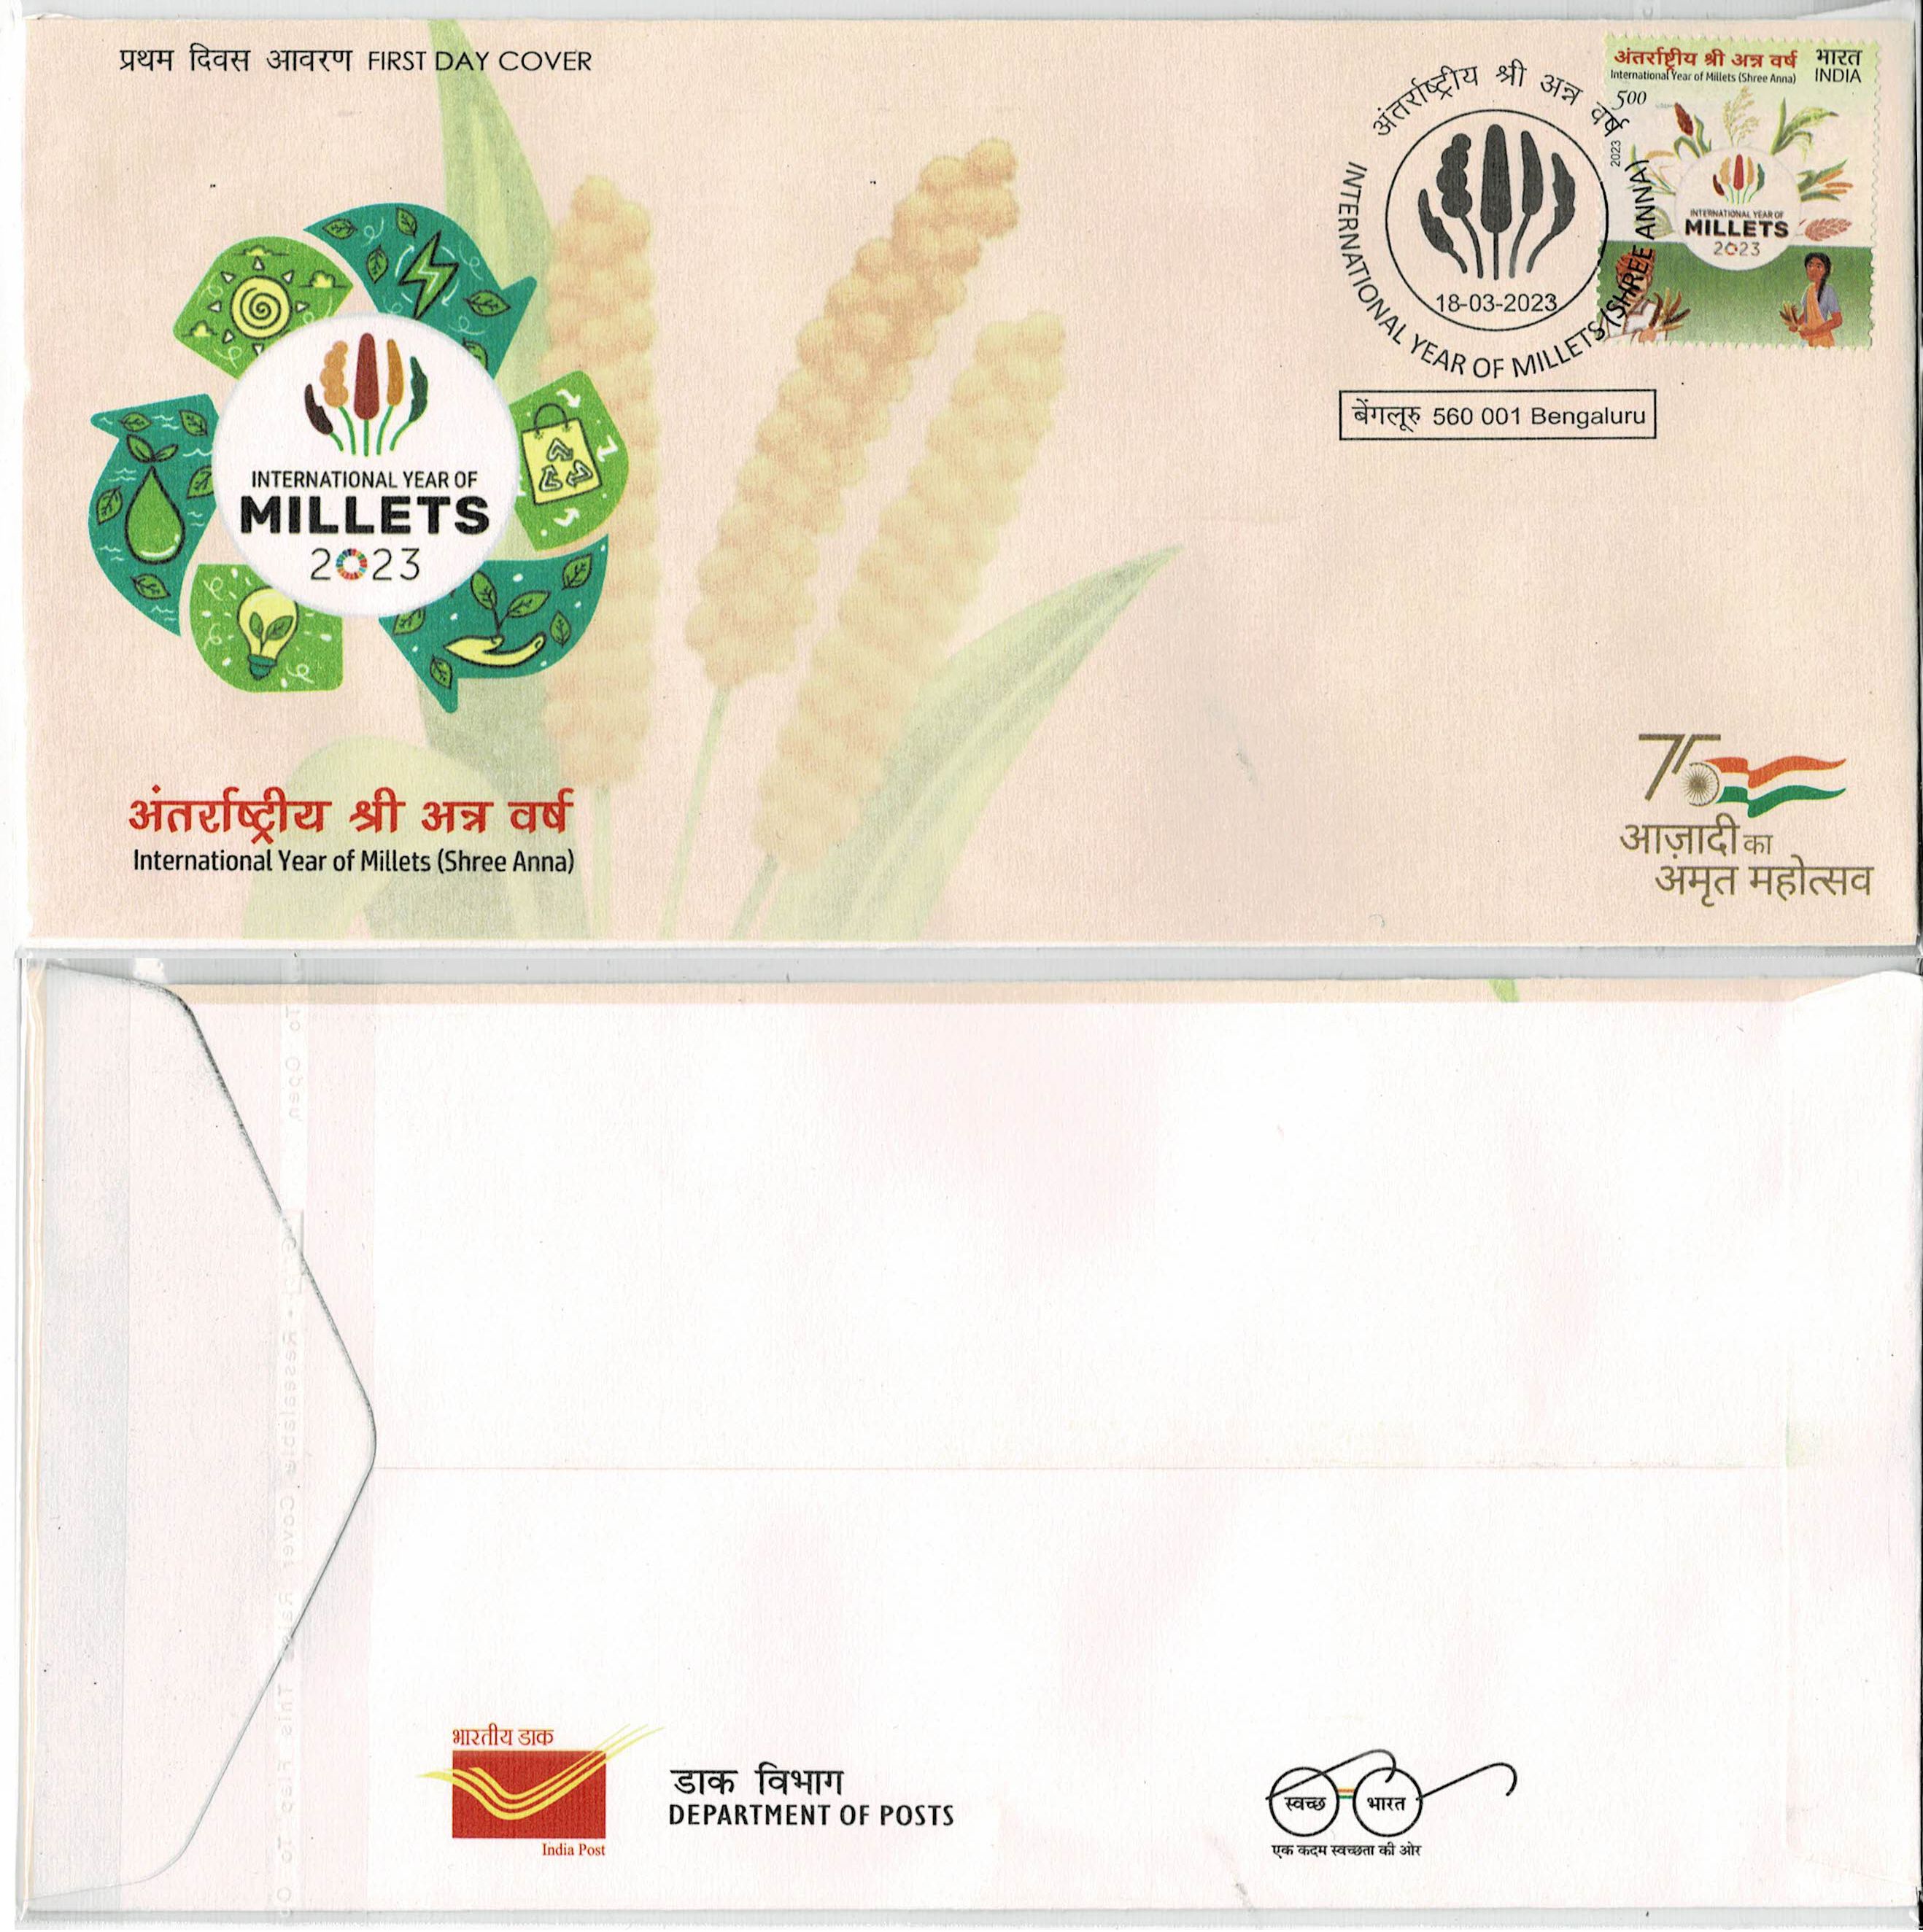 प्रथम दिवस आवरण FIRST DAY COVER
अंतर्राष्ट्रीय श्री अन्न वर्ष
INTERNATIONAL YEAR OF MILLETS (SHREE ANNA)
18-03-2023
बेंगलूरु 560 001 Bengaluru
अंतर्राष्ट्रीय श्री अन्न वर्ष भारत
International Year of Millets (Shree Anna) INDIA
500
2023
INTERNATIONAL YEAR OF
MILLETS
2023
INTERNATIONAL YEAR OF
MILLETS
2023
अंतर्राष्ट्रीय श्री अन्न वर्ष
International Year of Millets (Shree Anna)
75
आज़ादी का
अमृत महोत्सव
To Open
Resealable Cover
This Flap To
भारतीय डाक
India Post
डाक विभाग
DEPARTMENT OF POSTS
स्वच्छ भारत
एक कदम स्वच्छता की ओर